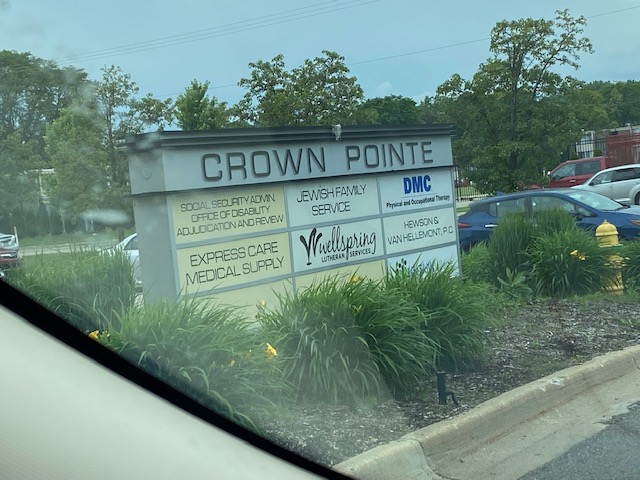 CROWN POINTE
SOCIAL SECURITY ADMIN.
OFFICE OF DISABILITY
ADJUDICATION AND REVIEW
JEWISH FAMILY
SERVICE
DMC
Physical and Occupational Therapy
EXPRESS CARE
MEDICAL SUPPLY
Wellspring
LUTHERAN SERVICES
HEWSON &
VAN HELLEMONT, P.C.